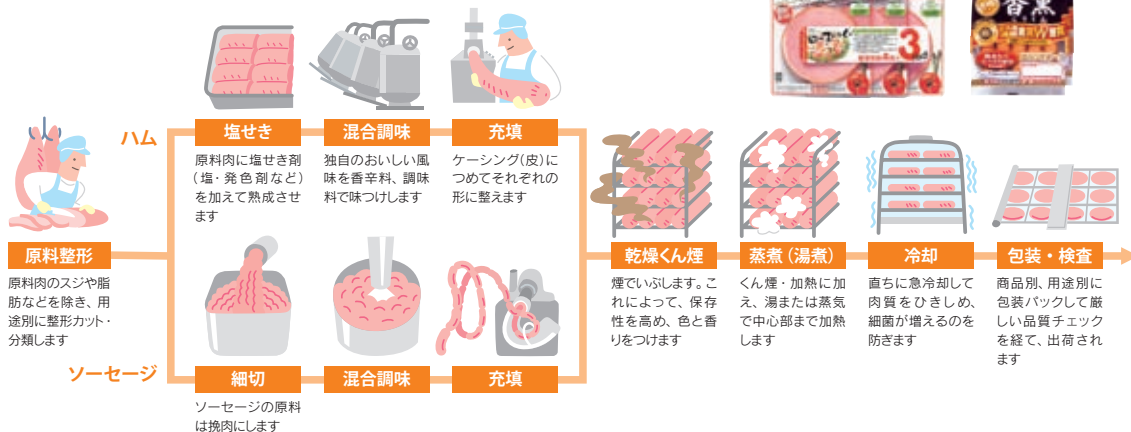 香薫
3
ハム
塩せき
原料肉に塩せき剤
(塩・発色剤など)
を加えて熟成させ
ます
混合調味
独自のおいしい風
味を香辛料、調味
料で味つけします
充填
ケーシング(皮)に
つめてそれぞれの
形に整えます
原料整形
原料肉のスジや脂
肪などを除き、用
途別に整形カット・
分類します
ソーセージ
細切
ソーセージの原料
は挽肉にします
混合調味
充填
乾燥くん煙
煙でいぶします。こ
れによって、保存
性を高め、色と香
りをつけます
蒸煮(湯煮)
くん煙・加熱に加
え、湯または蒸気
で中心部まで加熱
します
冷却
直ちに急冷却して
肉質をひきしめ、
細菌が増えるのを
防ぎます
包装・検査
商品別、用途別に
包装パックして厳
しい品質チェック
を経て、出荷され
ます